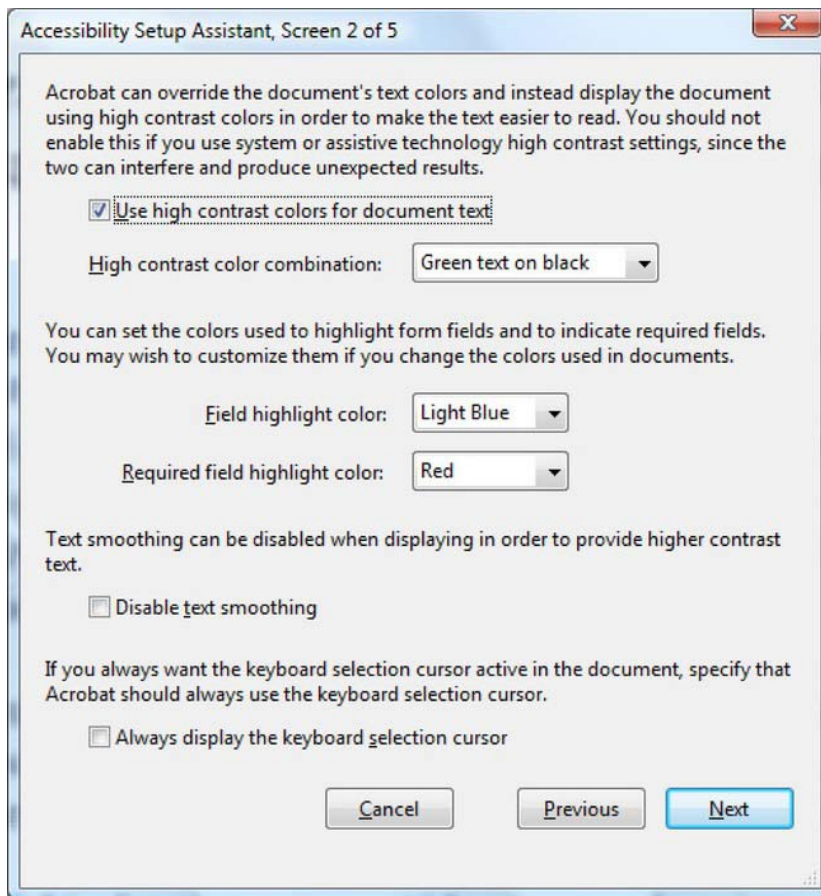 Accessibility Setup Assistant, Screen 2 of 5
Acrobat can override the document's text colors and instead display the document
using high contrast colors in order to make the text easier to read. You should not
enable this if you use system or assistive technology high contrast settings, since the
two can interfere and produce unexpected results.
Use high contrast colors for document text
High contrast color combination: Green text on black
You can set the colors used to highlight form fields and to indicate required fields.
You may wish to customize them if you change the colors used in documents.
Field highlight color: Light Blue
Required field highlight color: Red
Text smoothing can be disabled when displaying in order to provide higher contrast
text.
Disable text smoothing
If you always want the keyboard selection cursor active in the document, specify that
Acrobat should always use the keyboard selection cursor.
Always display the keyboard selection cursor
Cancel Previous Next